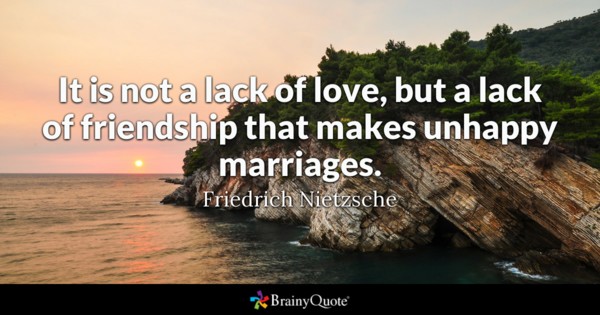 It is not a lack of love, but a lack
of friendship that makes unhappy
marriages.
Friedrich Nietzsche
BrainyQuote®